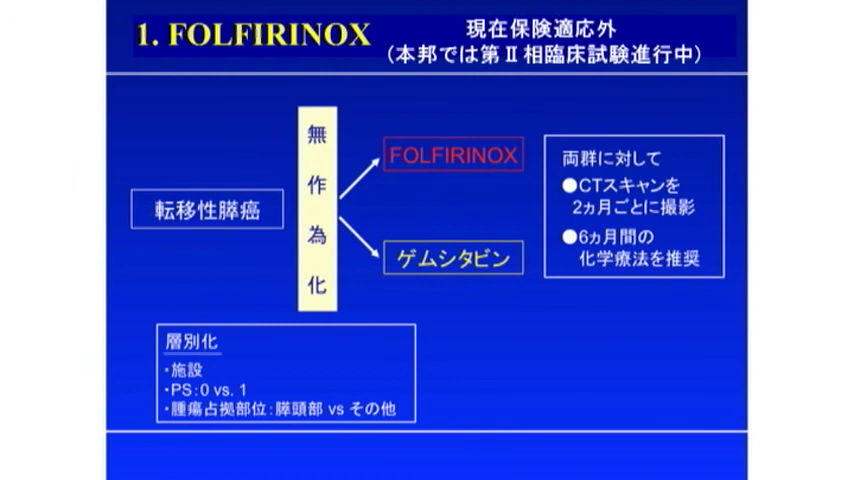 1. FOLFIRINOX
現在保険適応外
(本邦では第Ⅱ相臨床試験進行中)
転移性膵癌
無作為化
FOLFIRINOX
ゲムシタビン
両群に対して
●CTスキャンを
2ヵ月ごとに撮影
●6ヵ月間の
化学療法を推奨
層別化
・施設
・PS:0 vs. 1
・腫瘍占拠部位:膵頭部 vs その他